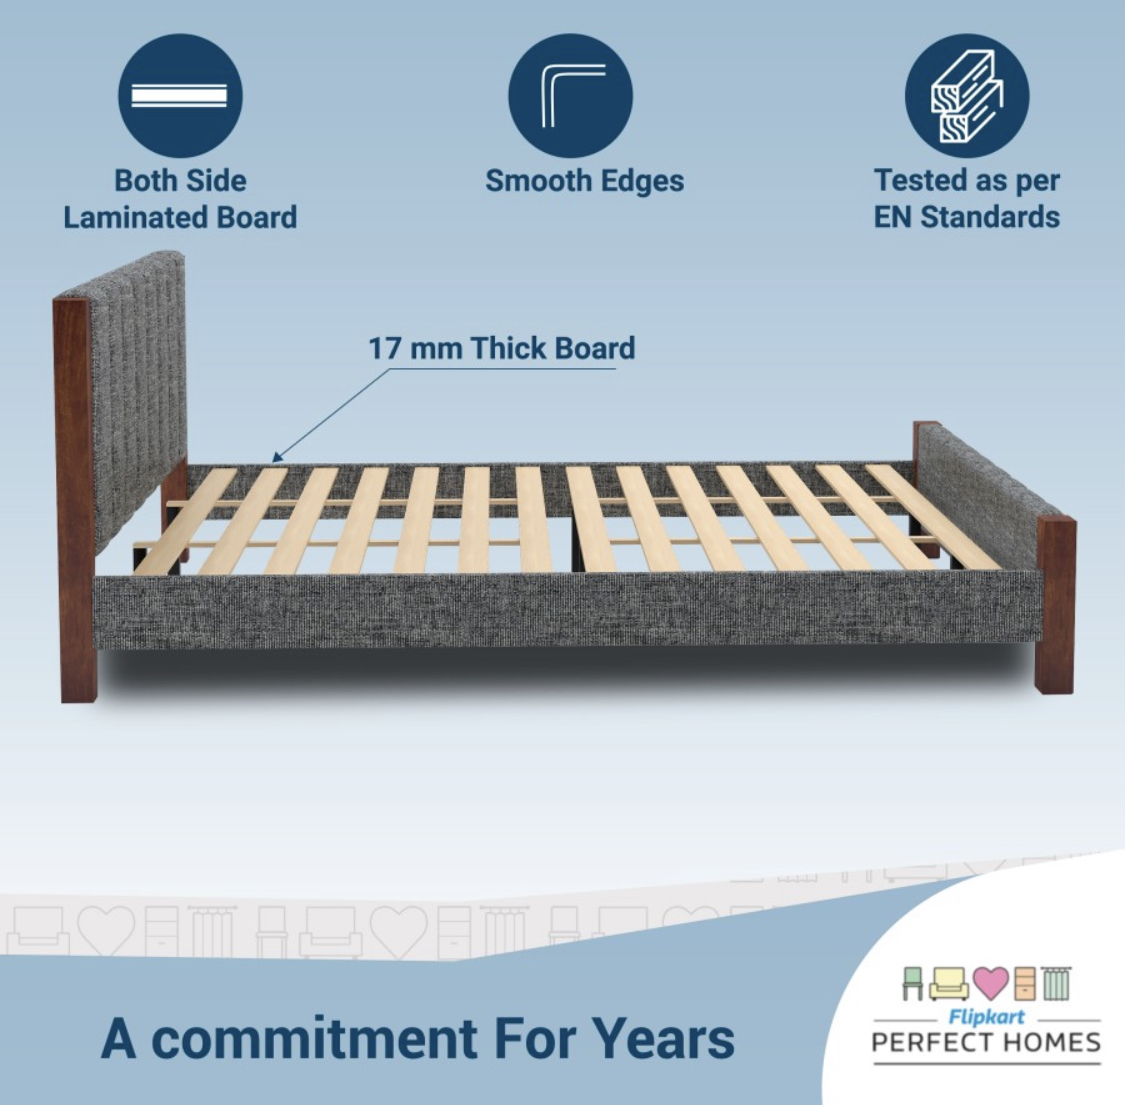 Both Side
Laminated Board
Smooth Edges
Tested as per
EN Standards
17 mm Thick Board
A commitment For Years
Flipkart
PERFECT HOMES